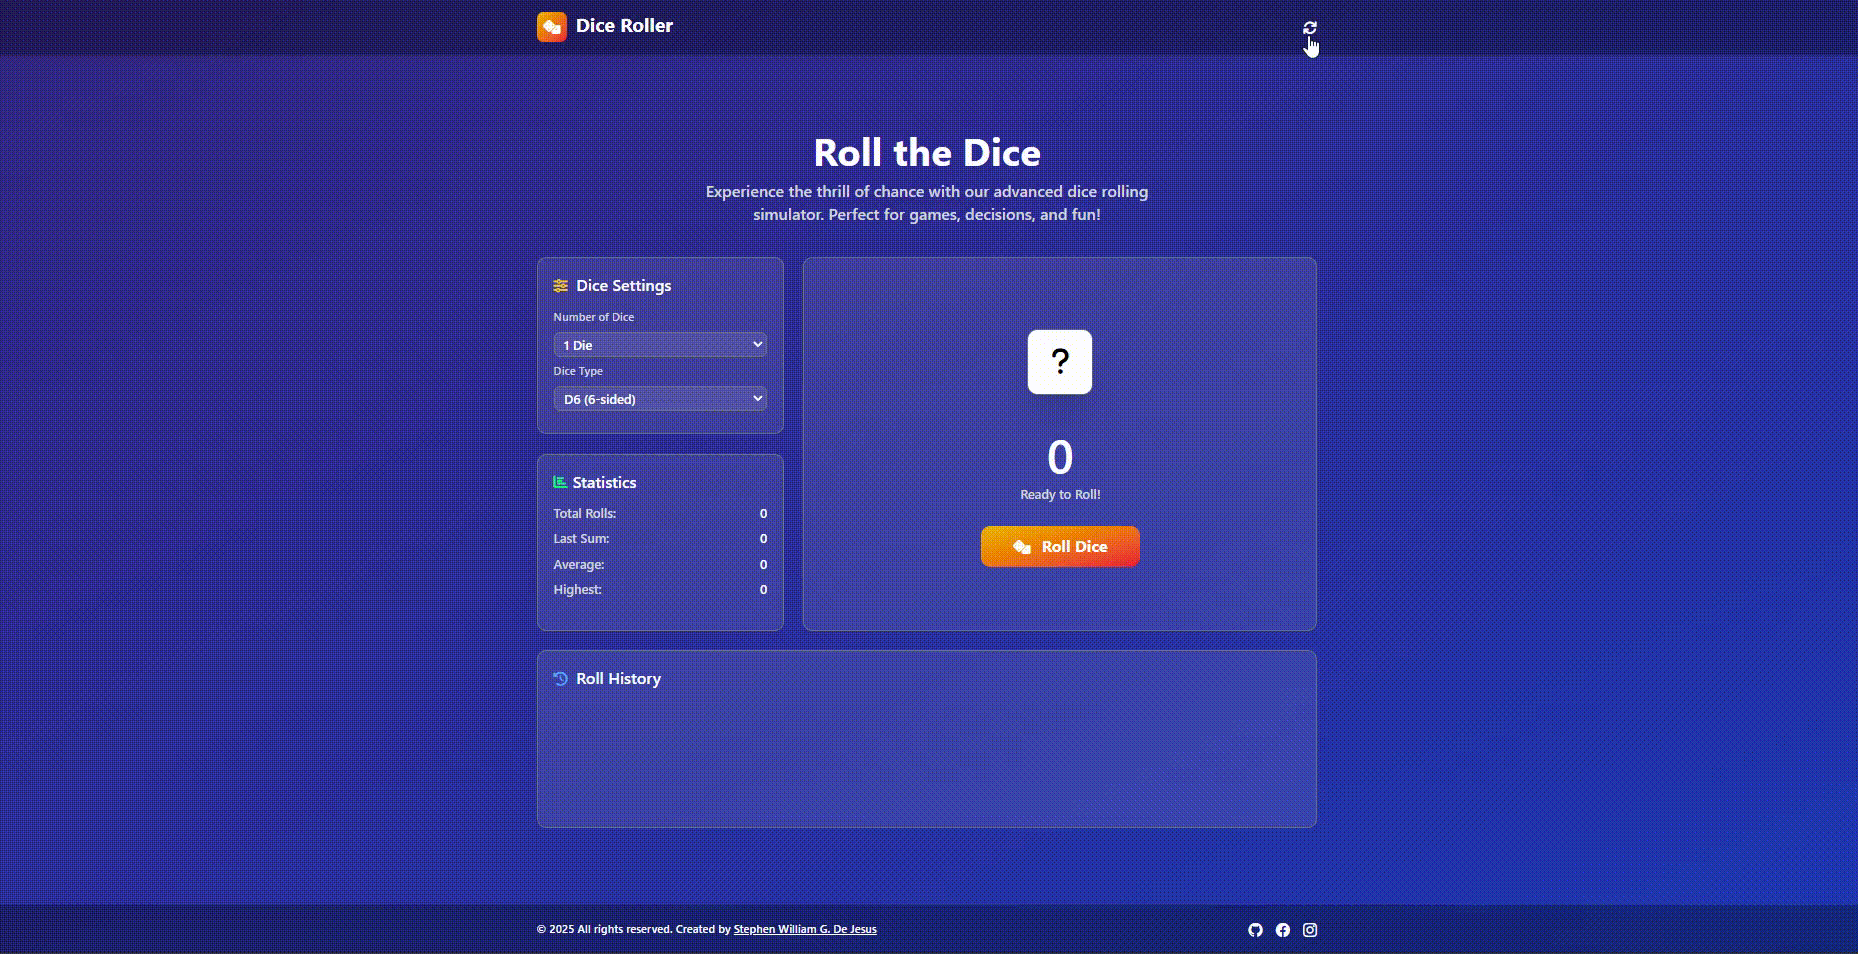 Dice Roller
Roll the Dice
Experience the thrill of chance with our advanced dice rolling
simulator. Perfect for games, decisions, and fun!
Dice Settings
Number of Dice
1 Die
Dice Type
D6 (6-sided)
Statistics
Total Rolls: 0
Last Sum: 0
Average: 0
Highest: 0
?
0
Ready to Roll!
Roll Dice
Roll History
© 2025 All rights reserved. Created by Stephen William G. De Jesus